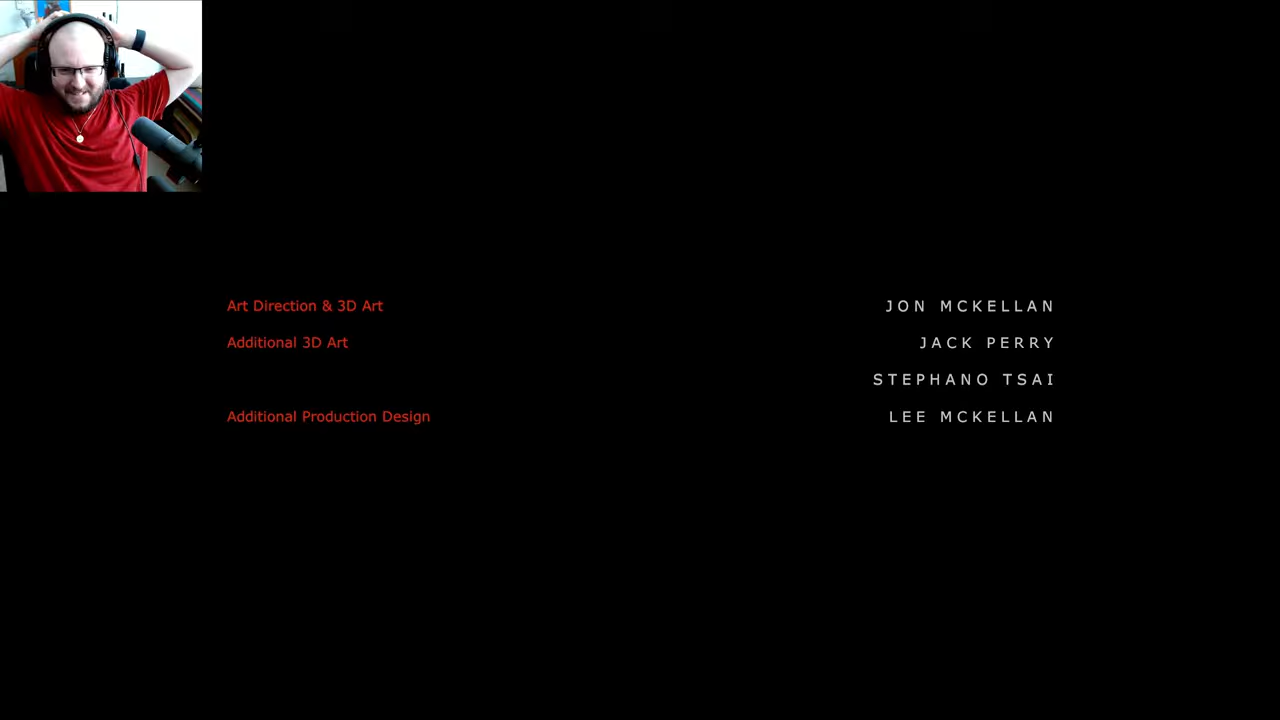 Art Direction & 3D Art JON MCKELLAN
Additional 3D Art JACK PERRY
STEPHANO TSAI
Additional Production Design LEE MCKELLAN